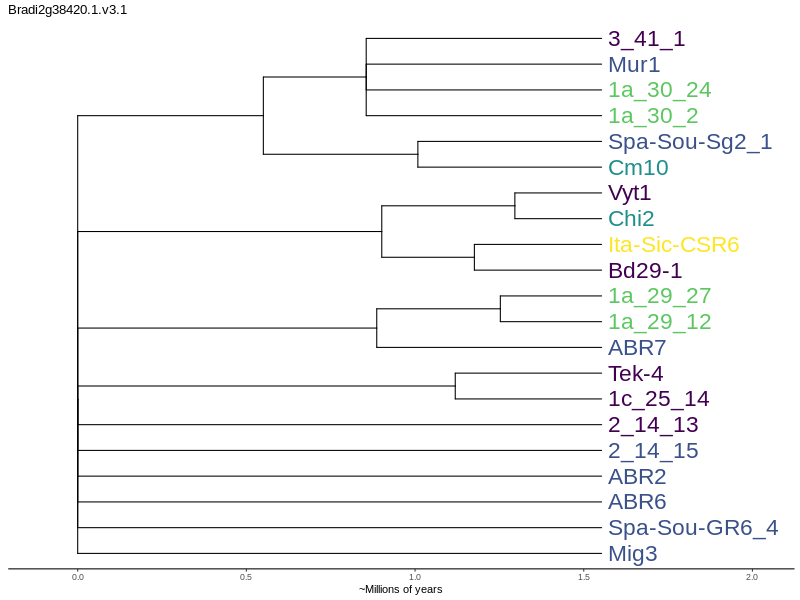 Bradi2g38420.1.v3.1
3_41_1
Mur1
1a_30_24
1a_30_2
Spa-Sou-Sg2_1
Cm10
Vyt1
Chi2
Ita-Sic-CSR6
Bd29-1
1a_29_27
1a_29_12
ABR7
Tek-4
1c_25_14
2_14_13
2_14_15
ABR2
ABR6
Spa-Sou-GR6_4
Mig3
0.0 0.5 1.0 1.5 2.0
~Millions of years